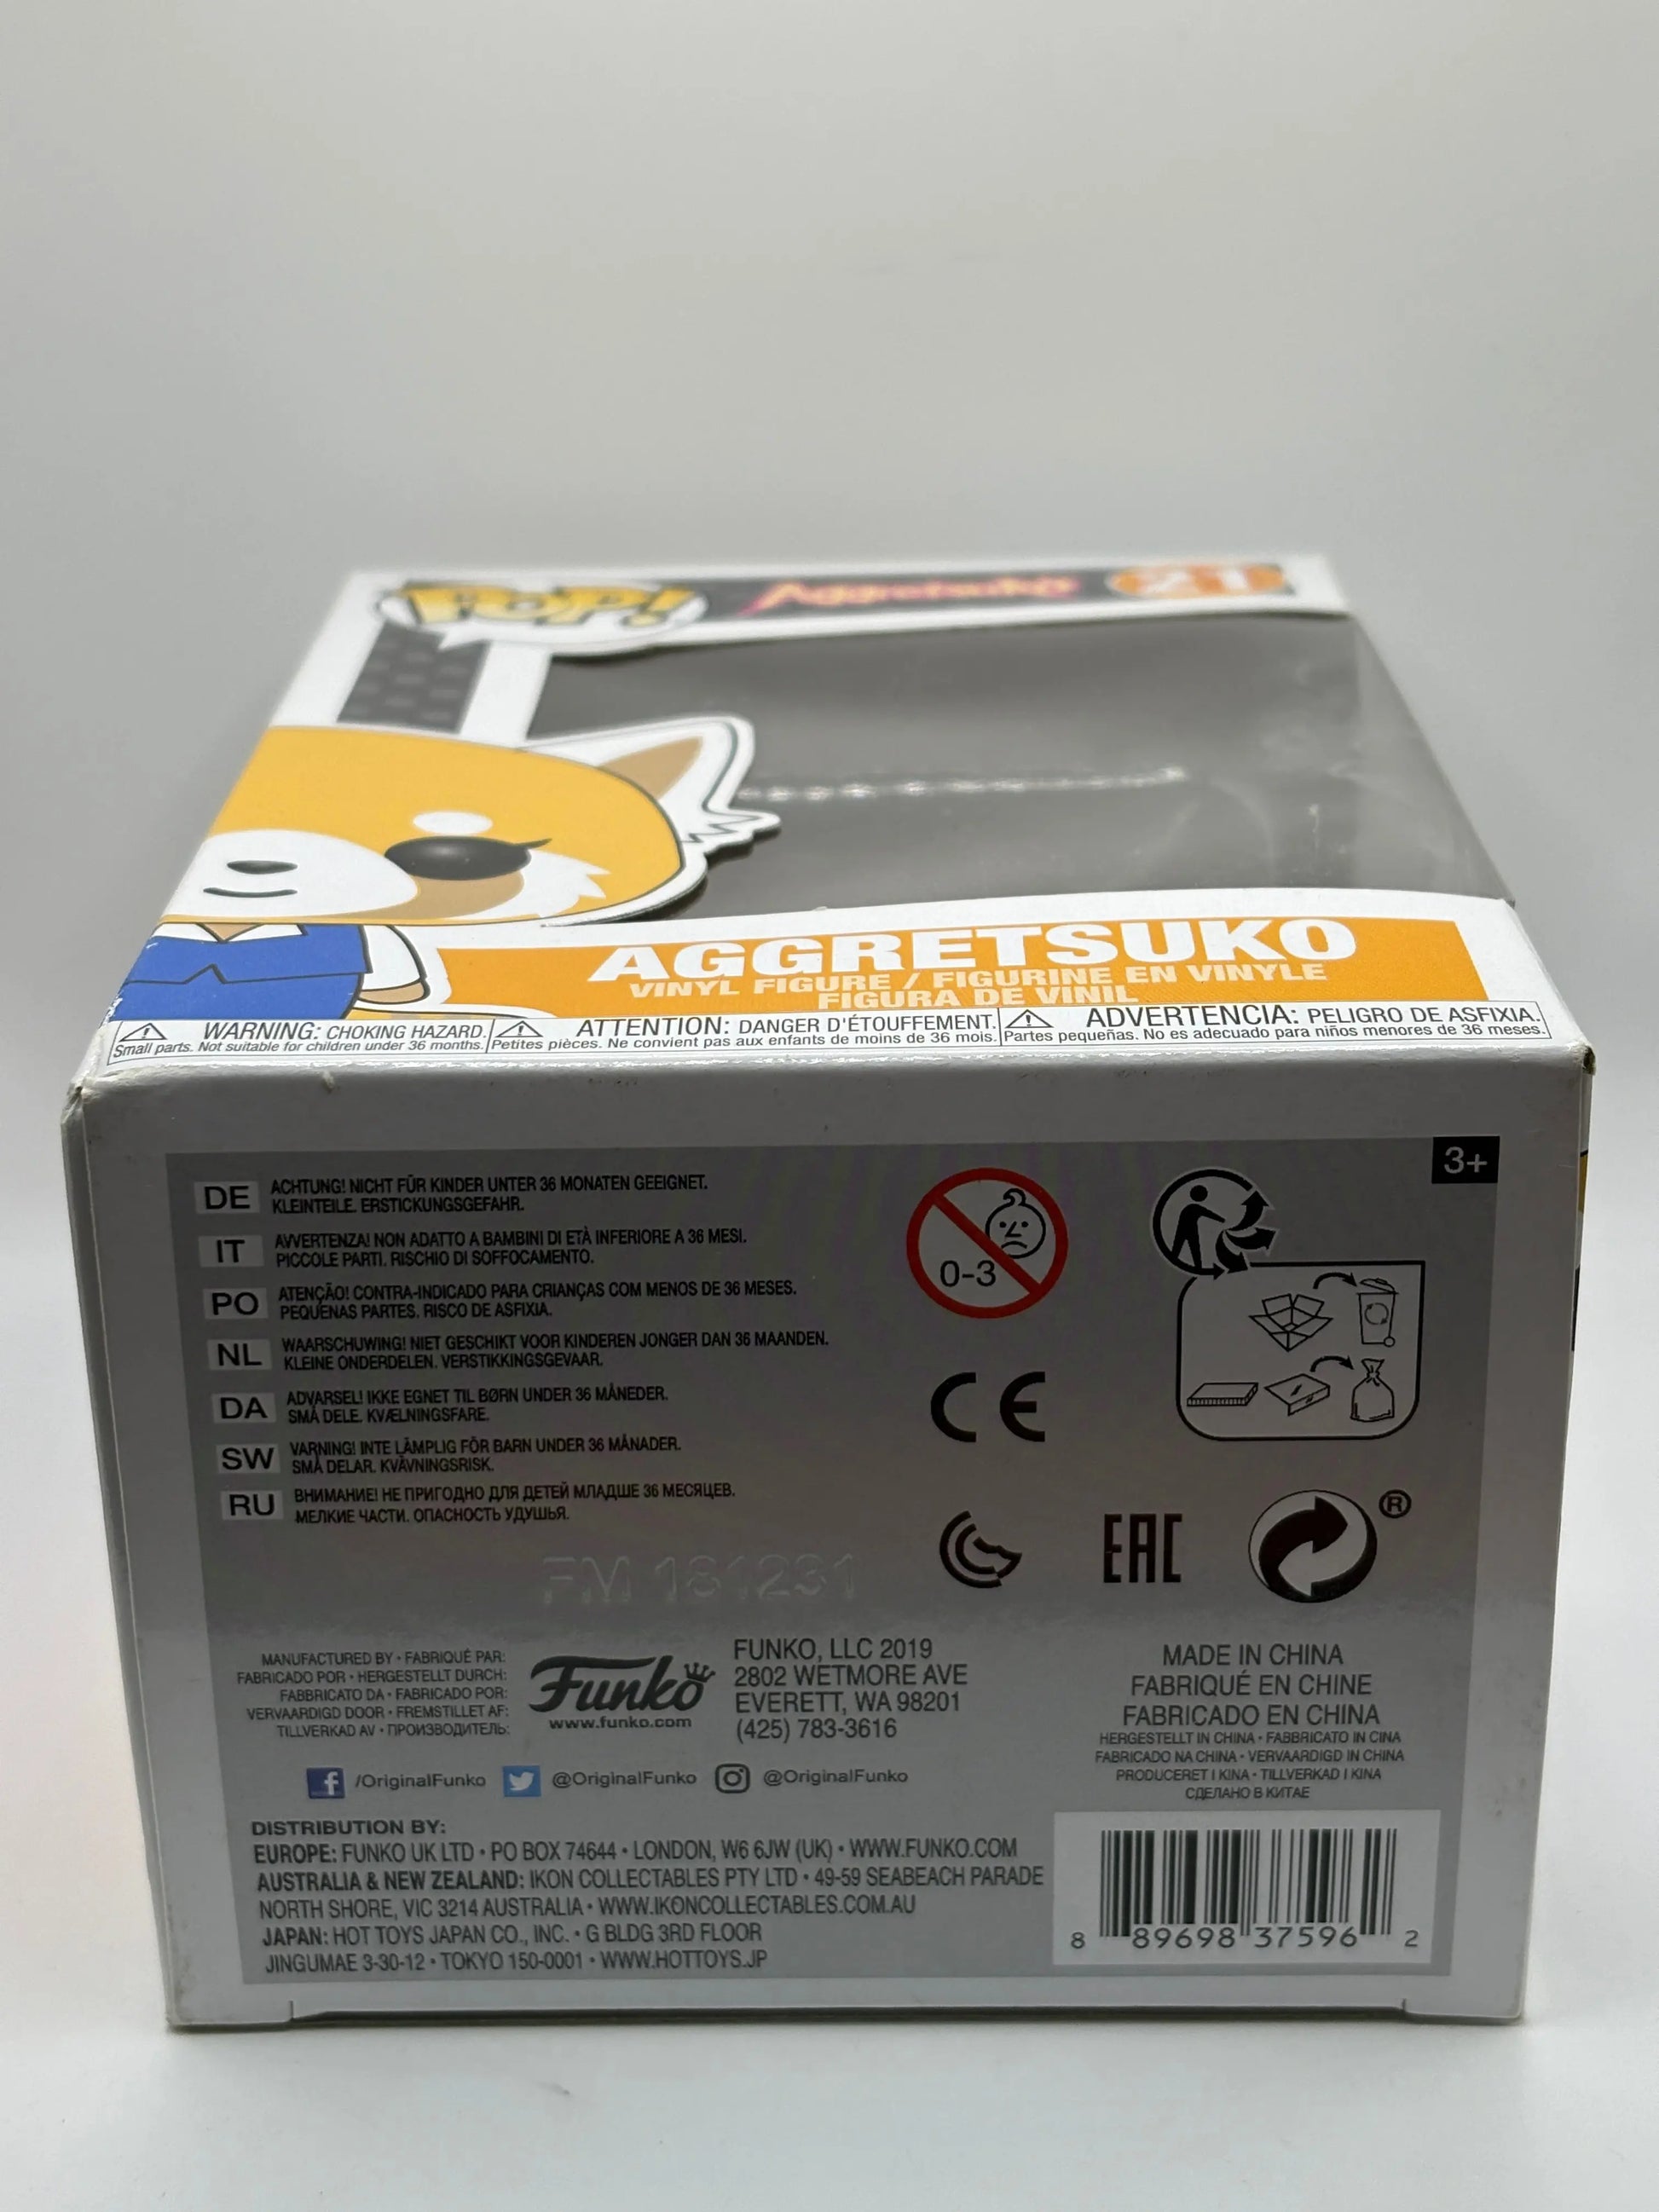 POP!
Aggretsuko
21
AGGRETSUKO
VINYL FIGURE / FIGURINE EN VINYLE
FIGURA DE VINIL
WARNING: CHOKING HAZARD.
Small parts. Not suitable for children under 36 months.
ATTENTION: DANGER D'ÉTOUFFEMENT.
Petites pièces. Ne convient pas aux enfants de moins de 36 mois.
ADVERTENCIA: PELIGRO DE ASFIXIA.
Partes pequeñas. No es adecuado para niños menores de 36 meses.
3+
DE ACHTUNG! NICHT FÜR KINDER UNTER 36 MONATEN GEEIGNET.
KLEINTEILE. ERSTICKUNGSGEFAHR.
IT AVVERTENZA! NON ADATTO A BAMBINI DI ETÀ INFERIORE A 36 MESI.
PICCOLE PARTI. RISCHIO DI SOFFOCAMENTO.
PO ATENÇÃO! CONTRA-INDICADO PARA CRIANÇAS COM MENOS DE 36 MESES.
PEQUENAS PARTES. RISCO DE ASFIXIA.
NL WAARSCHUWING! NIET GESCHIKT VOOR KINDEREN JONGER DAN 36 MAANDEN.
KLEINE ONDERDELEN. VERSTIKKINGSGEVAAR.
DA ADVARSEL! IKKE EGNET TIL BØRN UNDER 36 MÅNEDER.
SMÅ DELE. KVÆLNINGSFARE.
SW VARNING! INTE LÄMPLIG FÖR BARN UNDER 36 MÅNADER.
SMÅ DELAR. KVÄVNINGSRISK.
RU ВНИМАНИЕ! НЕ ПРИГОДНО ДЛЯ ДЕТЕЙ МЛАДШЕ 36 МЕСЯЦЕВ.
МЕЛКИЕ ЧАСТИ. ОПАСНОСТЬ УДУШЬЯ.
0-3
CE
EAC
®
FM 181231
MANUFACTURED BY • FABRIQUÉ PAR:
FABRICADO POR • HERGESTELLT DURCH:
FABBRICATO DA • FABRICADO POR:
VERVAARDIGD DOOR • FREMSTILLET AF:
TILLVERKAD AV • ПРОИЗВОДИТЕЛЬ:
Funko
www.funko.com
FUNKO, LLC 2019
2802 WETMORE AVE
EVERETT, WA 98201
(425) 783-3616
MADE IN CHINA
FABRIQUÉ EN CHINE
FABRICADO EN CHINA
HERGESTELLT IN CHINA • FABBRICATO IN CINA
FABRICADO NA CHINA • VERVAARDIGD IN CHINA
PRODUCERET I KINA • TILLVERKAD I KINA
СДЕЛАНО В КИТАЕ
/OriginalFunko @OriginalFunko @OriginalFunko
DISTRIBUTION BY:
EUROPE: FUNKO UK LTD • PO BOX 74644 • LONDON, W6 6JW (UK) • WWW.FUNKO.COM
AUSTRALIA & NEW ZEALAND: IKON COLLECTABLES PTY LTD • 49-59 SEABEACH PARADE
NORTH SHORE, VIC 3214 AUSTRALIA • WWW.IKONCOLLECTABLES.COM.AU
JAPAN: HOT TOYS JAPAN CO., INC. • G BLDG 3RD FLOOR
JINGUMAE 3-30-12 • TOKYO 150-0001 • WWW.HOTTOYS.JP
8 89698 37596 2